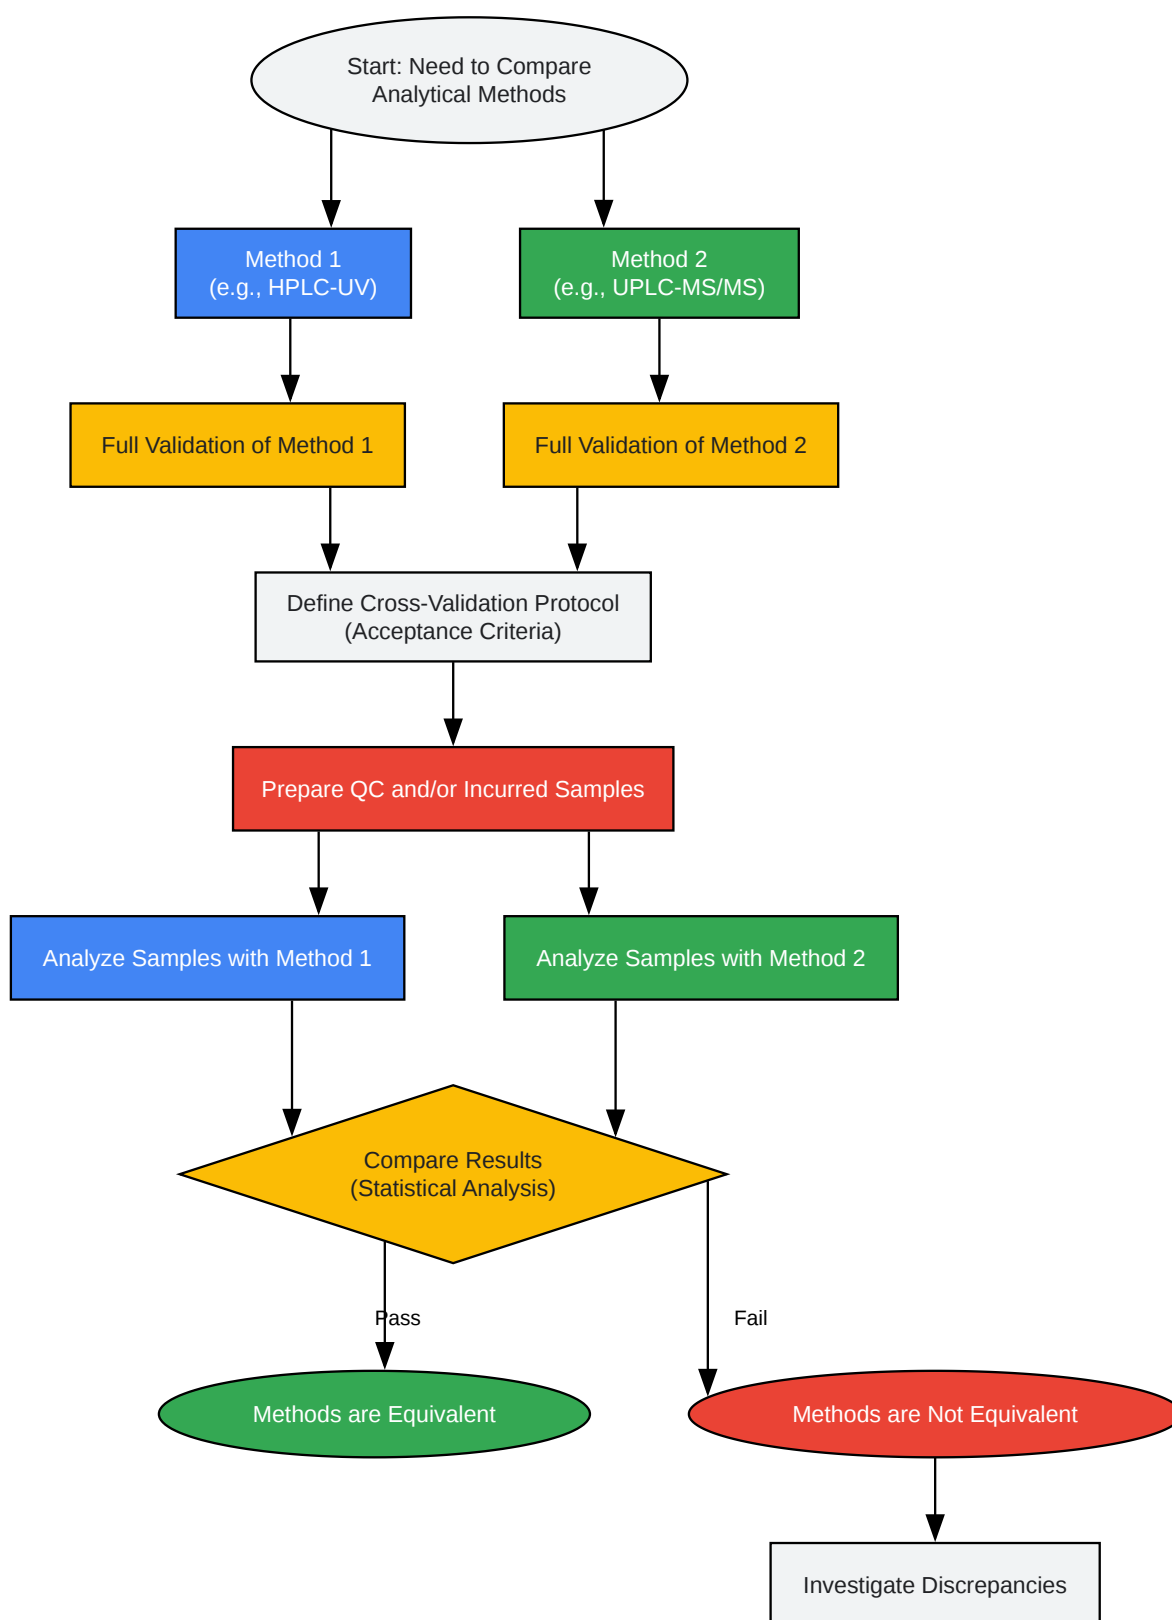 Start: Need to Compare
Analytical Methods
Method 1
(e.g., HPLC-UV)
Method 2
(e.g., UPLC-MS/MS)
Full Validation of Method 1
Full Validation of Method 2
Define Cross-Validation Protocol
(Acceptance Criteria)
Prepare QC and/or Incurred Samples
Analyze Samples with Method 1
Analyze Samples with Method 2
Compare Results
(Statistical Analysis)
Pass
Fail
Methods are Equivalent
Methods are Not Equivalent
Investigate Discrepancies